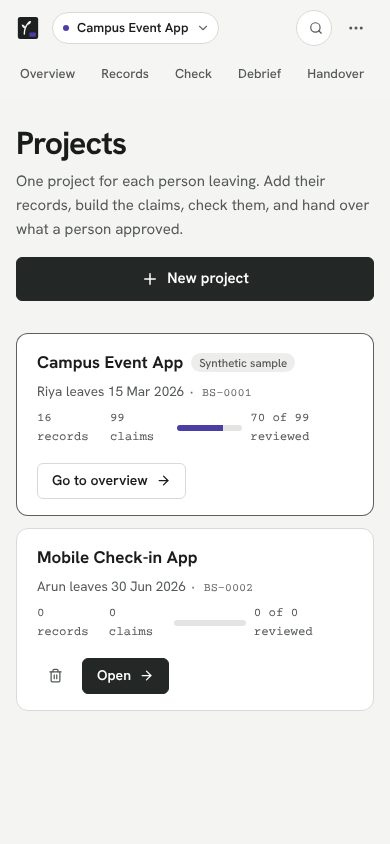 Campus Event App
Overview Records Check Debrief Handover
Projects
One project for each person leaving. Add their
records, build the claims, check them, and hand over
what a person approved.
New project
Campus Event App Synthetic sample
Riya leaves 15 Mar 2026 · BS-0001
16 99 70 of 99
records claims reviewed
Go to overview
Mobile Check-in App
Arun leaves 30 Jun 2026 · BS-0002
0 0 0 of 0
records claims reviewed
Open